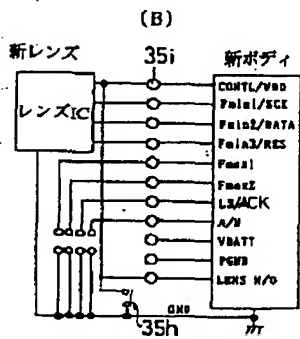 (B)
新レンズ
35i
新ボディ
レンズIC
CONTL/VDD
Fmin1/SCK
Fmin2/DATA
Fmin3/RES
Fmax1
Fmax2
LS/ACK
A/M
VBATT
PGND
LENS N/O
GND
35h